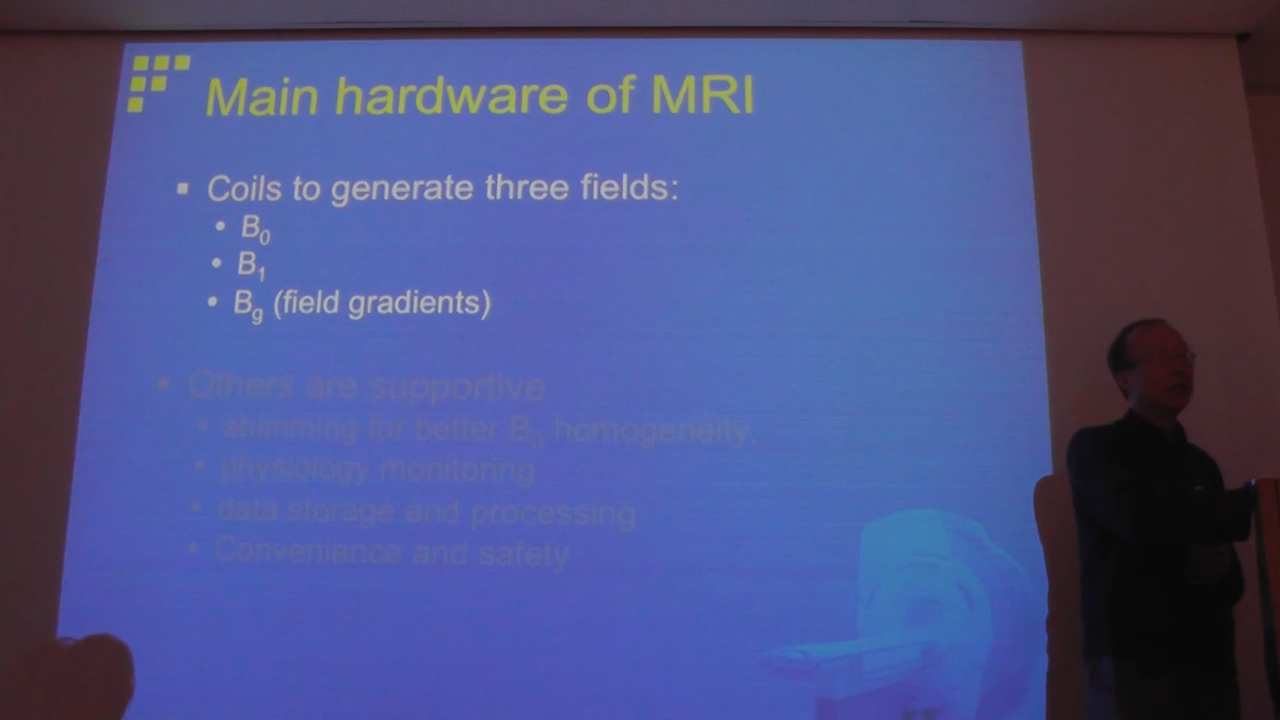 Main hardware of MRI
▪ Coils to generate three fields:
• B₀
• B₁
• Bg (field gradients)
▪ Others are supportive
• shimming for better B₀ homogeneity,
• physiology monitoring
• data storage and processing
• Convenience and safety